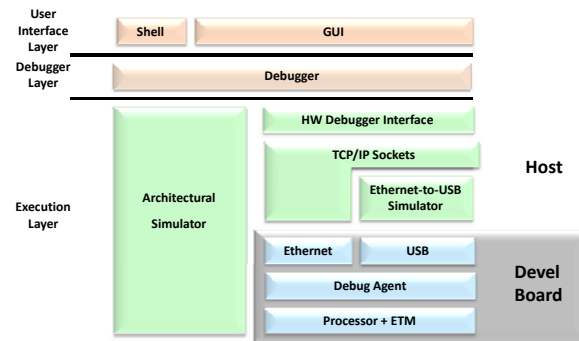 User
Interface
Layer
Shell
GUI
Debugger
Layer
Debugger
Execution
Layer
Architectural
Simulator
HW Debugger Interface
TCP/IP Sockets
Ethernet-to-USB
Simulator
Host
Ethernet
USB
Debug Agent
Processor + ETM
Devel
Board